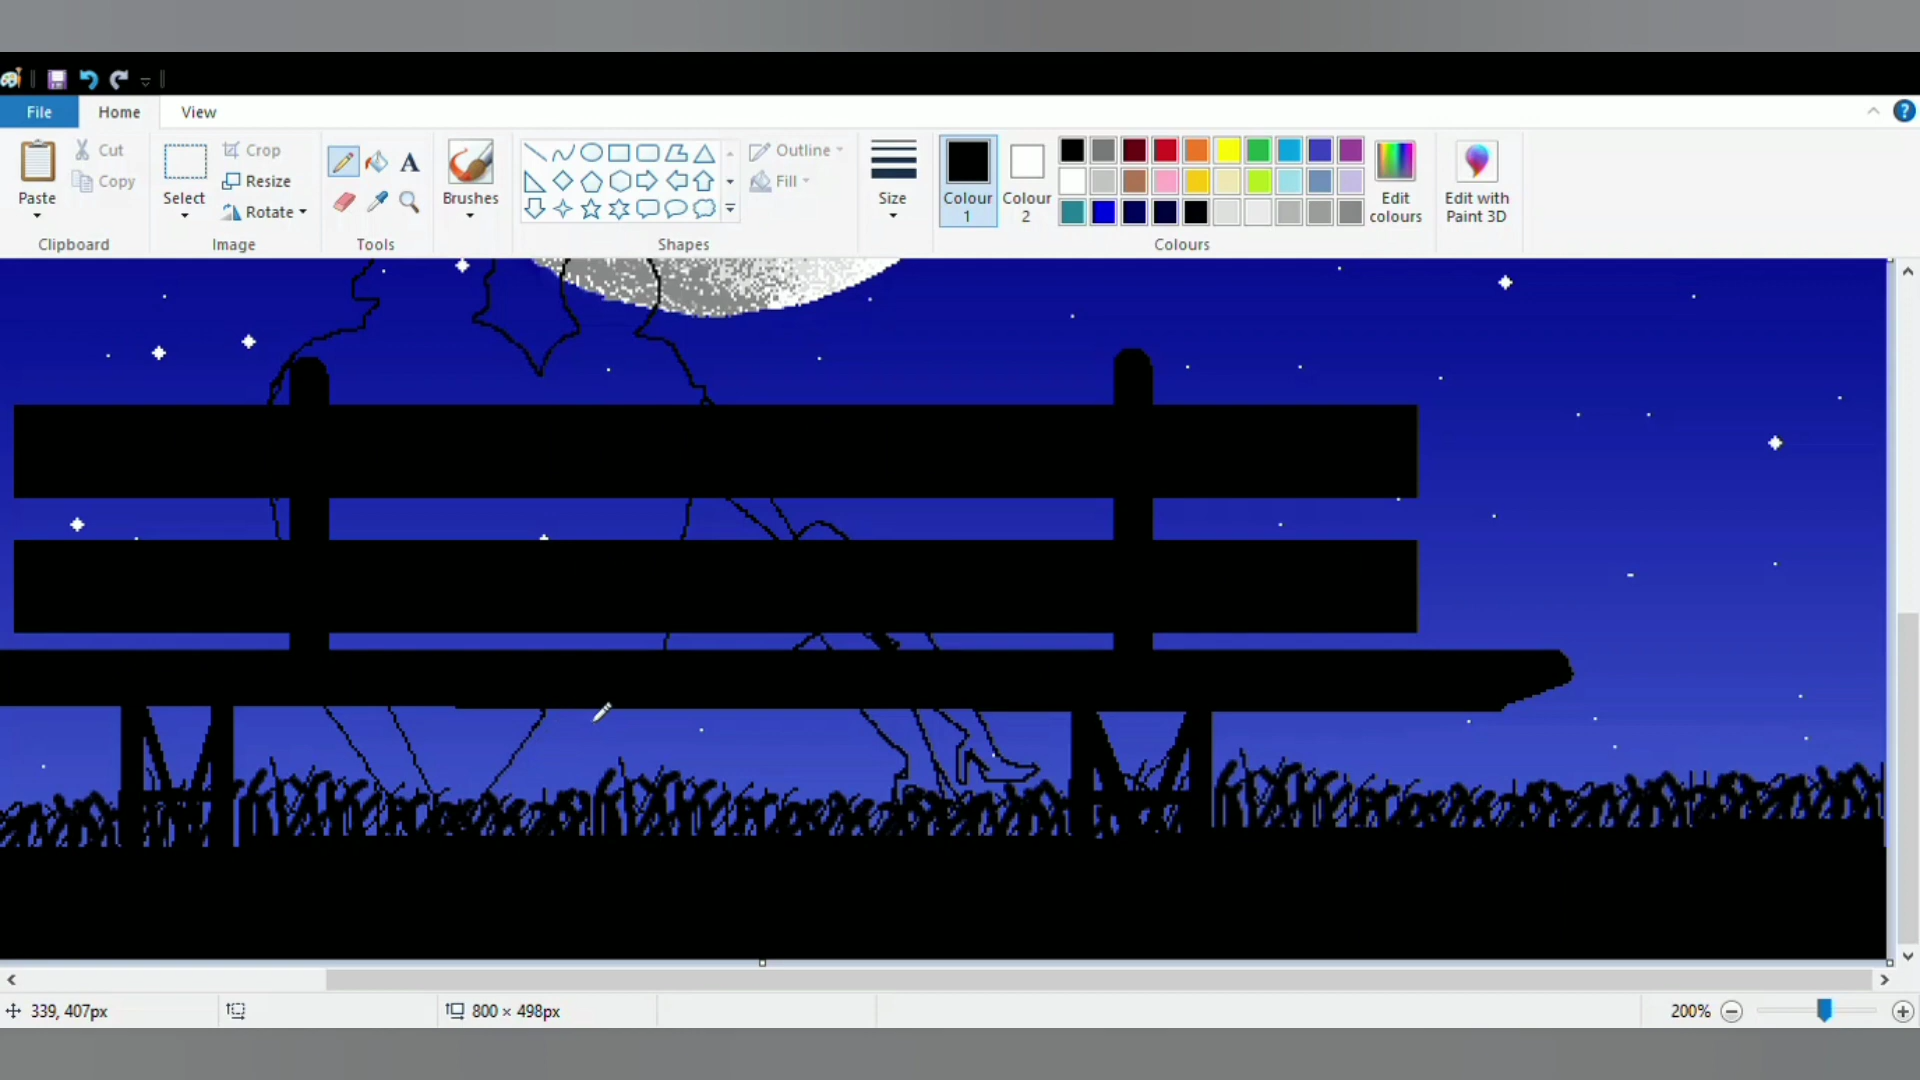 File Home View
Paste
Cut
Copy
Clipboard
Select
Crop
Resize
Rotate
Image
A
Tools
Brushes
Shapes
Outline
Fill
Size
Colour
1
Colour
2
Edit
colours
Colours
Edit with
Paint 3D
?
339, 407px
800 × 498px
200%